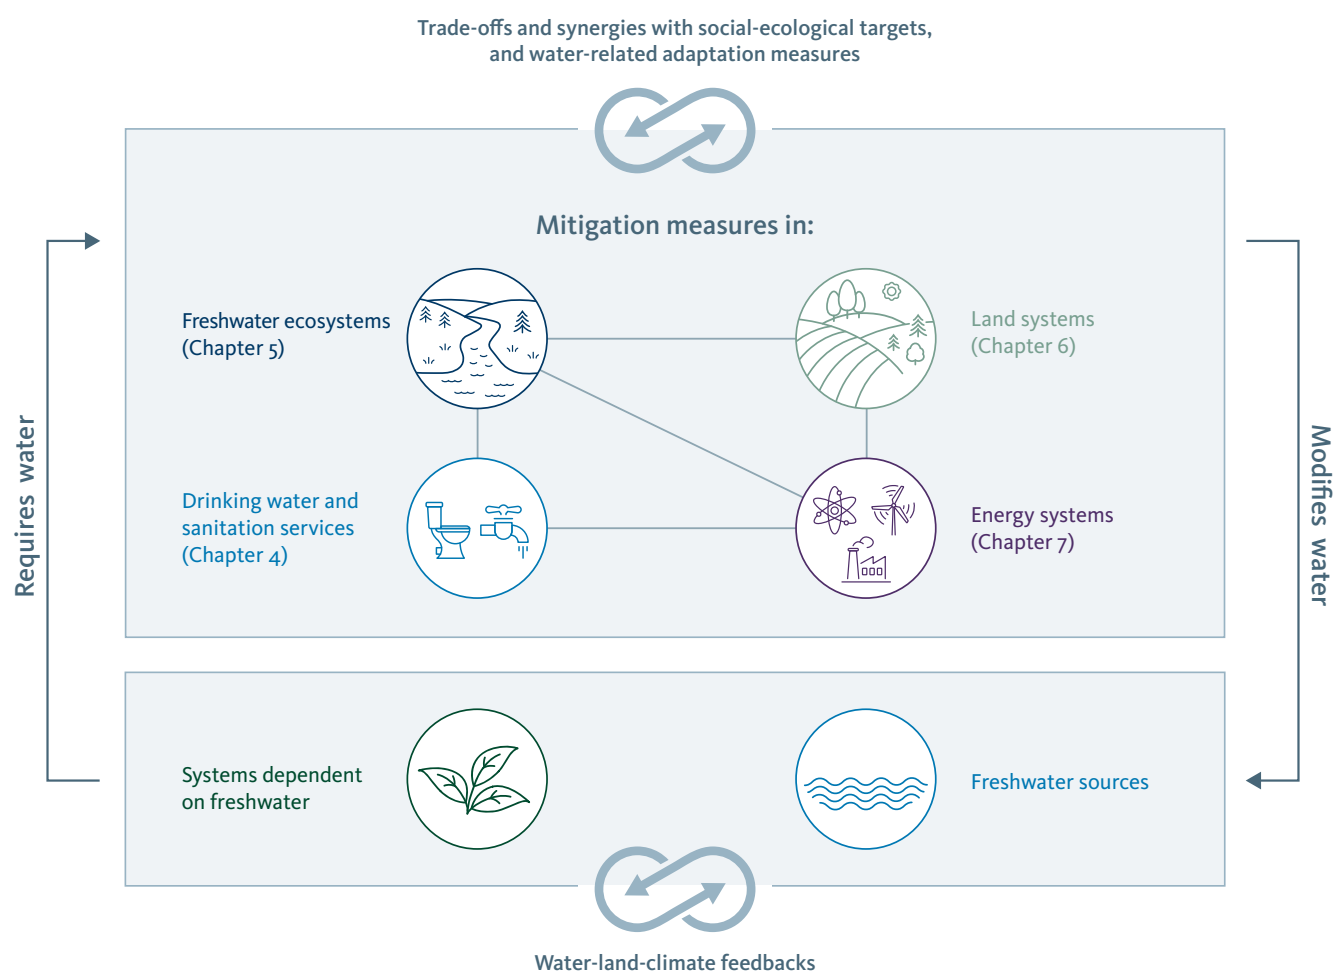 Trade-offs and synergies with social-ecological targets,
and water-related adaptation measures
Mitigation measures in:
Freshwater ecosystems
(Chapter 5)
Land systems
(Chapter 6)
Requires water
Modifies water
Drinking water and
sanitation services
(Chapter 4)
Energy systems
(Chapter 7)
Systems dependent
on freshwater
Freshwater sources
Water-land-climate feedbacks